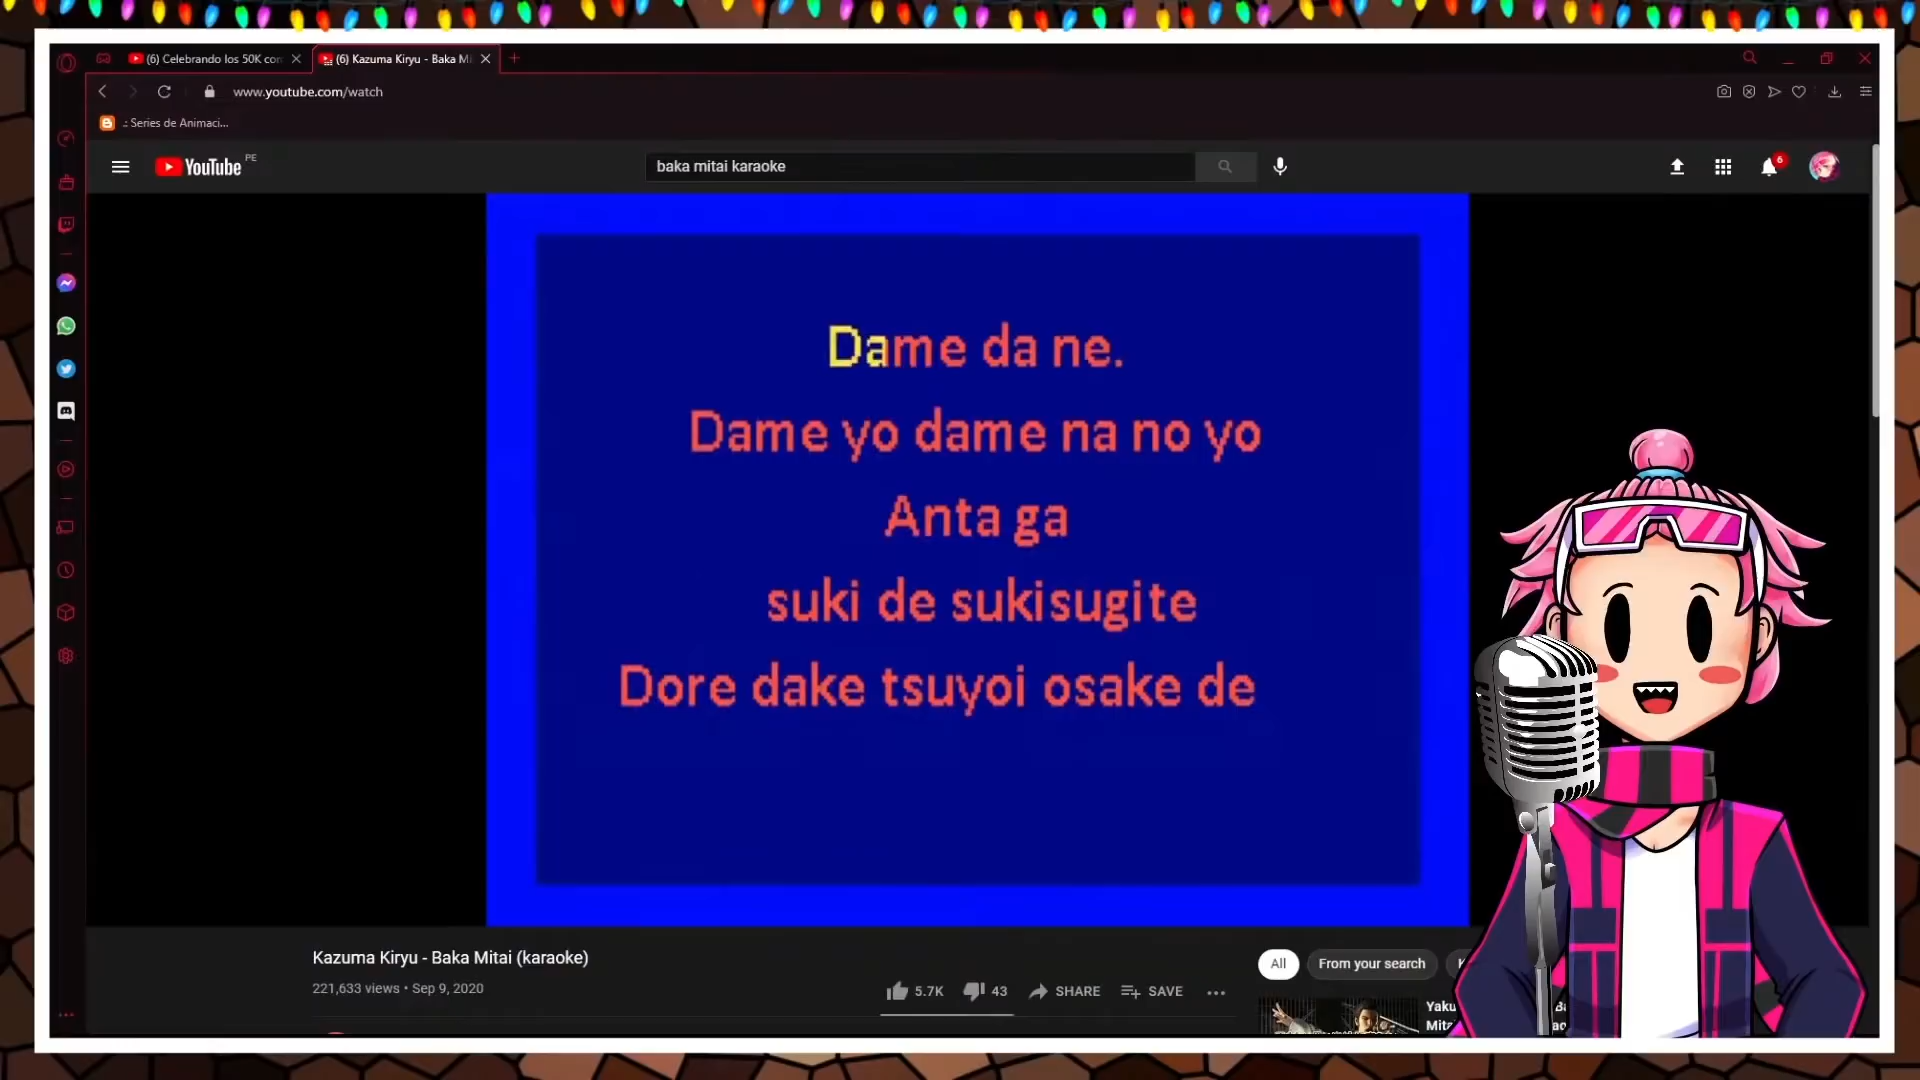 (6) Celebrando los 50K con
(6) Kazuma Kiryu - Baka Mi
www.youtube.com/watch
.: Series de Animaci...
YouTube PE
baka mitai karaoke
6
Dame da ne.
Dame yo dame na no yo
Anta ga
suki de sukisugite
Dore dake tsuyoi osake de
Kazuma Kiryu - Baka Mitai (karaoke)
221,633 views • Sep 9, 2020
5.7K
43
SHARE
SAVE
All
From your search
Yaku
Mita